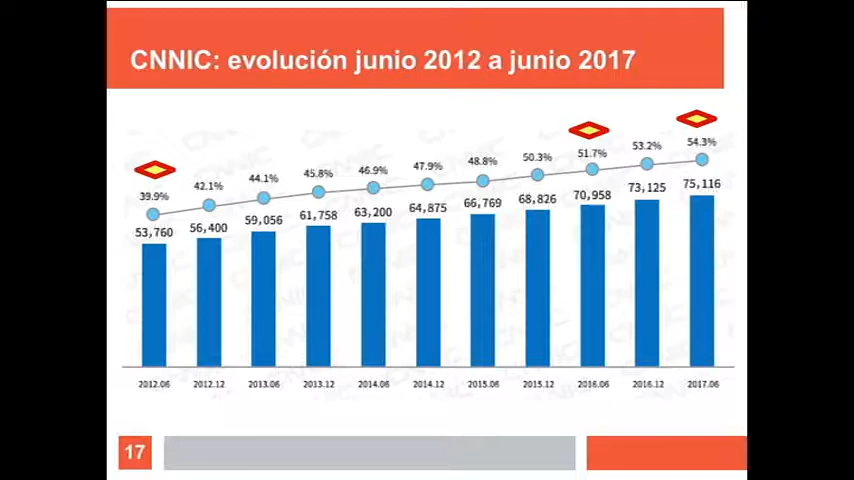 CNNIC: evolución junio 2012 a junio 2017
39.9% 42.1% 44.1% 45.8% 46.9% 47.9% 48.8% 50.3% 51.7% 53.2% 54.3%
53,760 56,400 59,056 61,758 63,200 64,875 66,769 68,826 70,958 73,125 75,116
2012.06 2012.12 2013.06 2013.12 2014.06 2014.12 2015.06 2015.12 2016.06 2016.12 2017.06
17